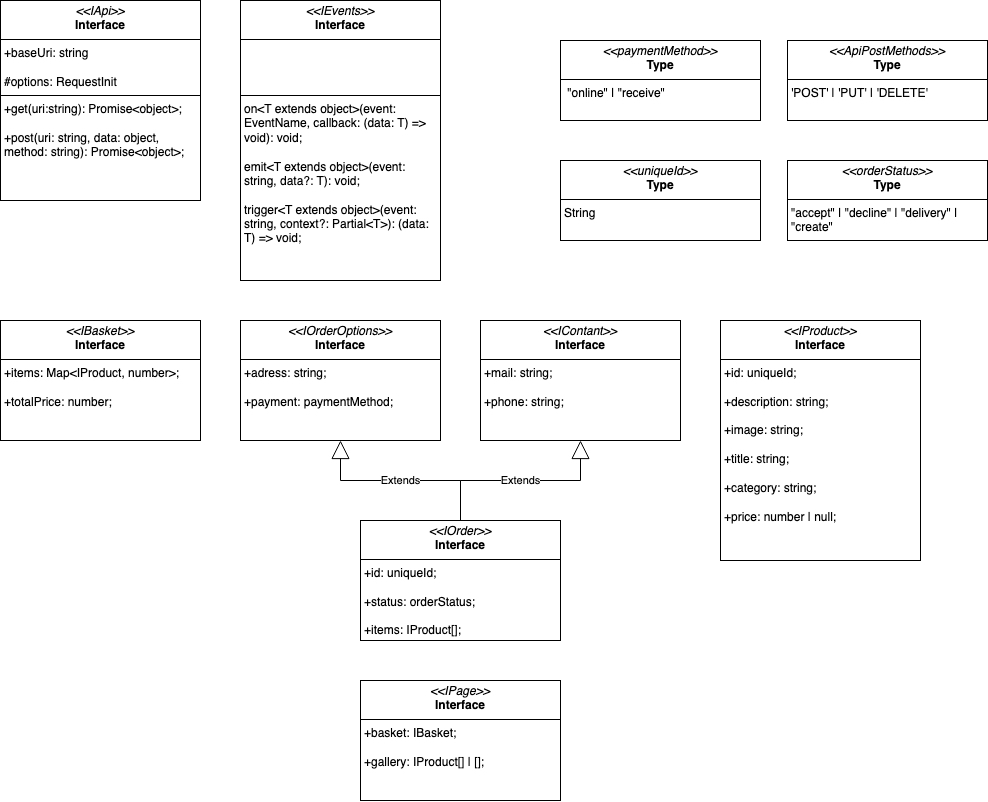 <<IApi>>
Interface
+baseUri: string
#options: RequestInit
+get(uri:string): Promise<object>;
+post(uri: string, data: object,
method: string): Promise<object>;
<<IEvents>>
Interface
on<T extends object>(event:
EventName, callback: (data: T) =>
void): void;
emit<T extends object>(event:
string, data?: T): void;
trigger<T extends object>(event:
string, context?: Partial<T>): (data:
T) => void;
<<paymentMethod>>
Type
"online" | "receive"
<<ApiPostMethods>>
Type
'POST' | 'PUT' | 'DELETE'
<<uniqueId>>
Type
String
<<orderStatus>>
Type
"accept" | "decline" | "delivery" |
"create"
<<IBasket>>
Interface
+items: Map<IProduct, number>;
+totalPrice: number;
<<IOrderOptions>>
Interface
+adress: string;
+payment: paymentMethod;
<<IContant>>
Interface
+mail: string;
+phone: string;
<<IProduct>>
Interface
+id: uniqueId;
+description: string;
+image: string;
+title: string;
+category: string;
+price: number | null;
Extends
Extends
<<IOrder>>
Interface
+id: uniqueId;
+status: orderStatus;
+items: IProduct[];
<<IPage>>
Interface
+basket: IBasket;
+gallery: IProduct[] | [];